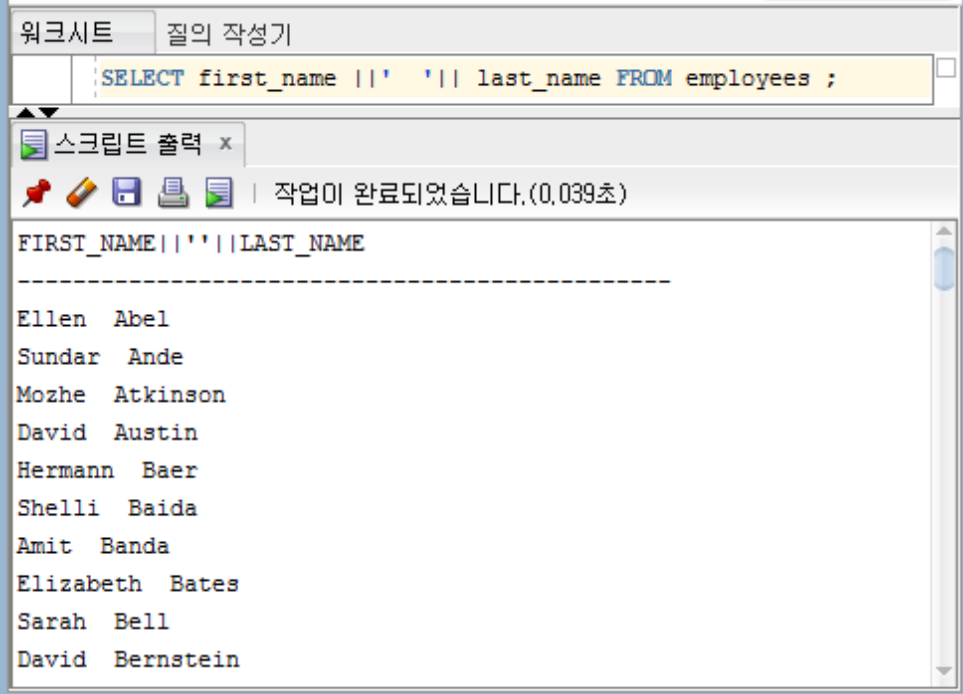 워크시트 질의 작성기
SELECT first_name ||'  '|| last_name FROM employees ;
스크립트 출력 x
작업이 완료되었습니다.(0,039초)
FIRST_NAME||''||LAST_NAME
-----------------------------------------------
Ellen  Abel
Sundar  Ande
Mozhe  Atkinson
David  Austin
Hermann  Baer
Shelli  Baida
Amit  Banda
Elizabeth  Bates
Sarah  Bell
David  Bernstein